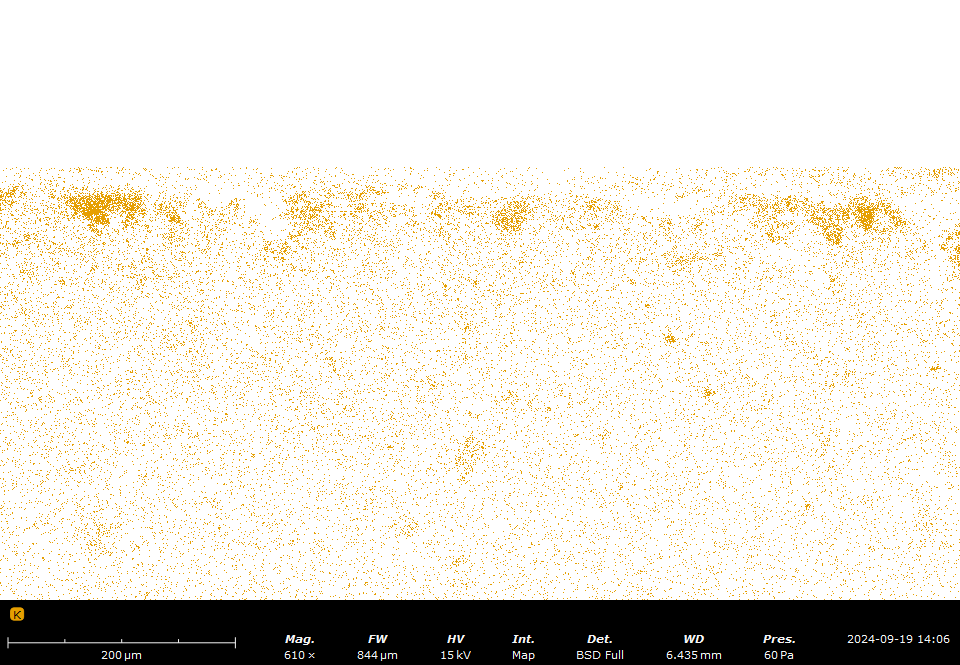 K
Mag. FW HV Int. Det. WD Pres. 2024-09-19 14:06
200 µm 610 × 844 µm 15 kV Map BSD Full 6.435 mm 60 Pa